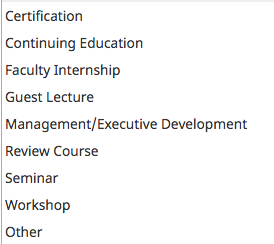 Certification
Continuing Education
Faculty Internship
Guest Lecture
Management/Executive Development
Review Course
Seminar
Workshop
Other